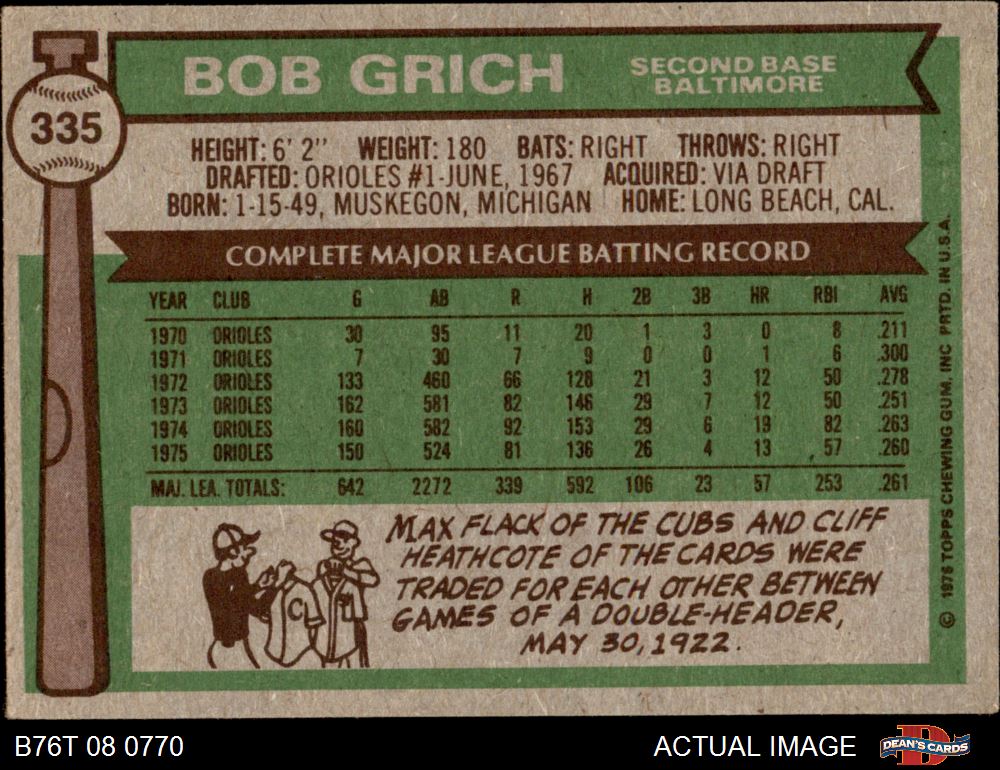 BOB GRICH
SECOND BASE
BALTIMORE
335
HEIGHT: 6' 2" WEIGHT: 180 BATS: RIGHT THROWS: RIGHT
DRAFTED: ORIOLES #1-JUNE, 1967 ACQUIRED: VIA DRAFT
BORN: 1-15-49, MUSKEGON, MICHIGAN HOME: LONG BEACH, CAL.
COMPLETE MAJOR LEAGUE BATTING RECORD
YEAR CLUB G AB R H 2B 3B HR RBI AVG
1970 ORIOLES 30 95 11 20 1 3 0 8 .211
1971 ORIOLES 7 30 7 9 0 0 1 6 .300
1972 ORIOLES 133 460 66 128 21 3 12 50 .278
1973 ORIOLES 162 581 82 146 29 7 12 50 .251
1974 ORIOLES 160 582 92 153 29 6 19 82 .263
1975 ORIOLES 150 524 81 136 26 4 13 57 .260
MAJ. LEA. TOTALS: 642 2272 339 592 106 23 57 253 .261
MAX FLACK OF THE CUBS AND CLIFF
HEATHCOTE OF THE CARDS WERE
TRADED FOR EACH OTHER BETWEEN
GAMES OF A DOUBLE-HEADER,
MAY 30, 1922.
C
© 1976 TOPPS CHEWING GUM, INC PRTD. IN U.S.A.
B76T 08 0770
ACTUAL IMAGE
DEAN'S CARDS